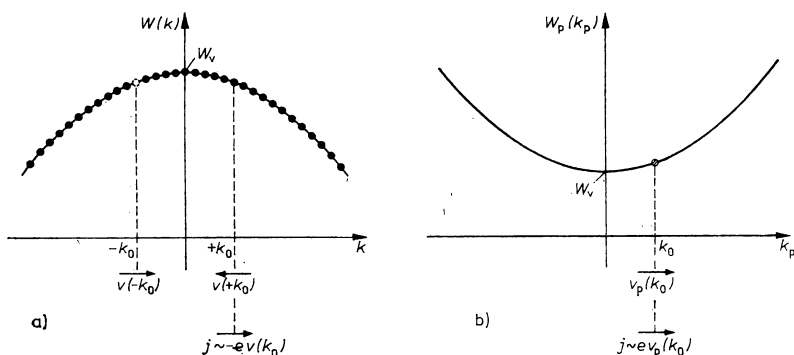 W(k)
W_v
−k_0
+k_0
k
v(−k_0)
v(+k_0)
a)
j~−ev(k_0)
W_p(k_p)
W_v
k_0
k_p
v_p(k_0)
b)
j~ev_p(k_0)